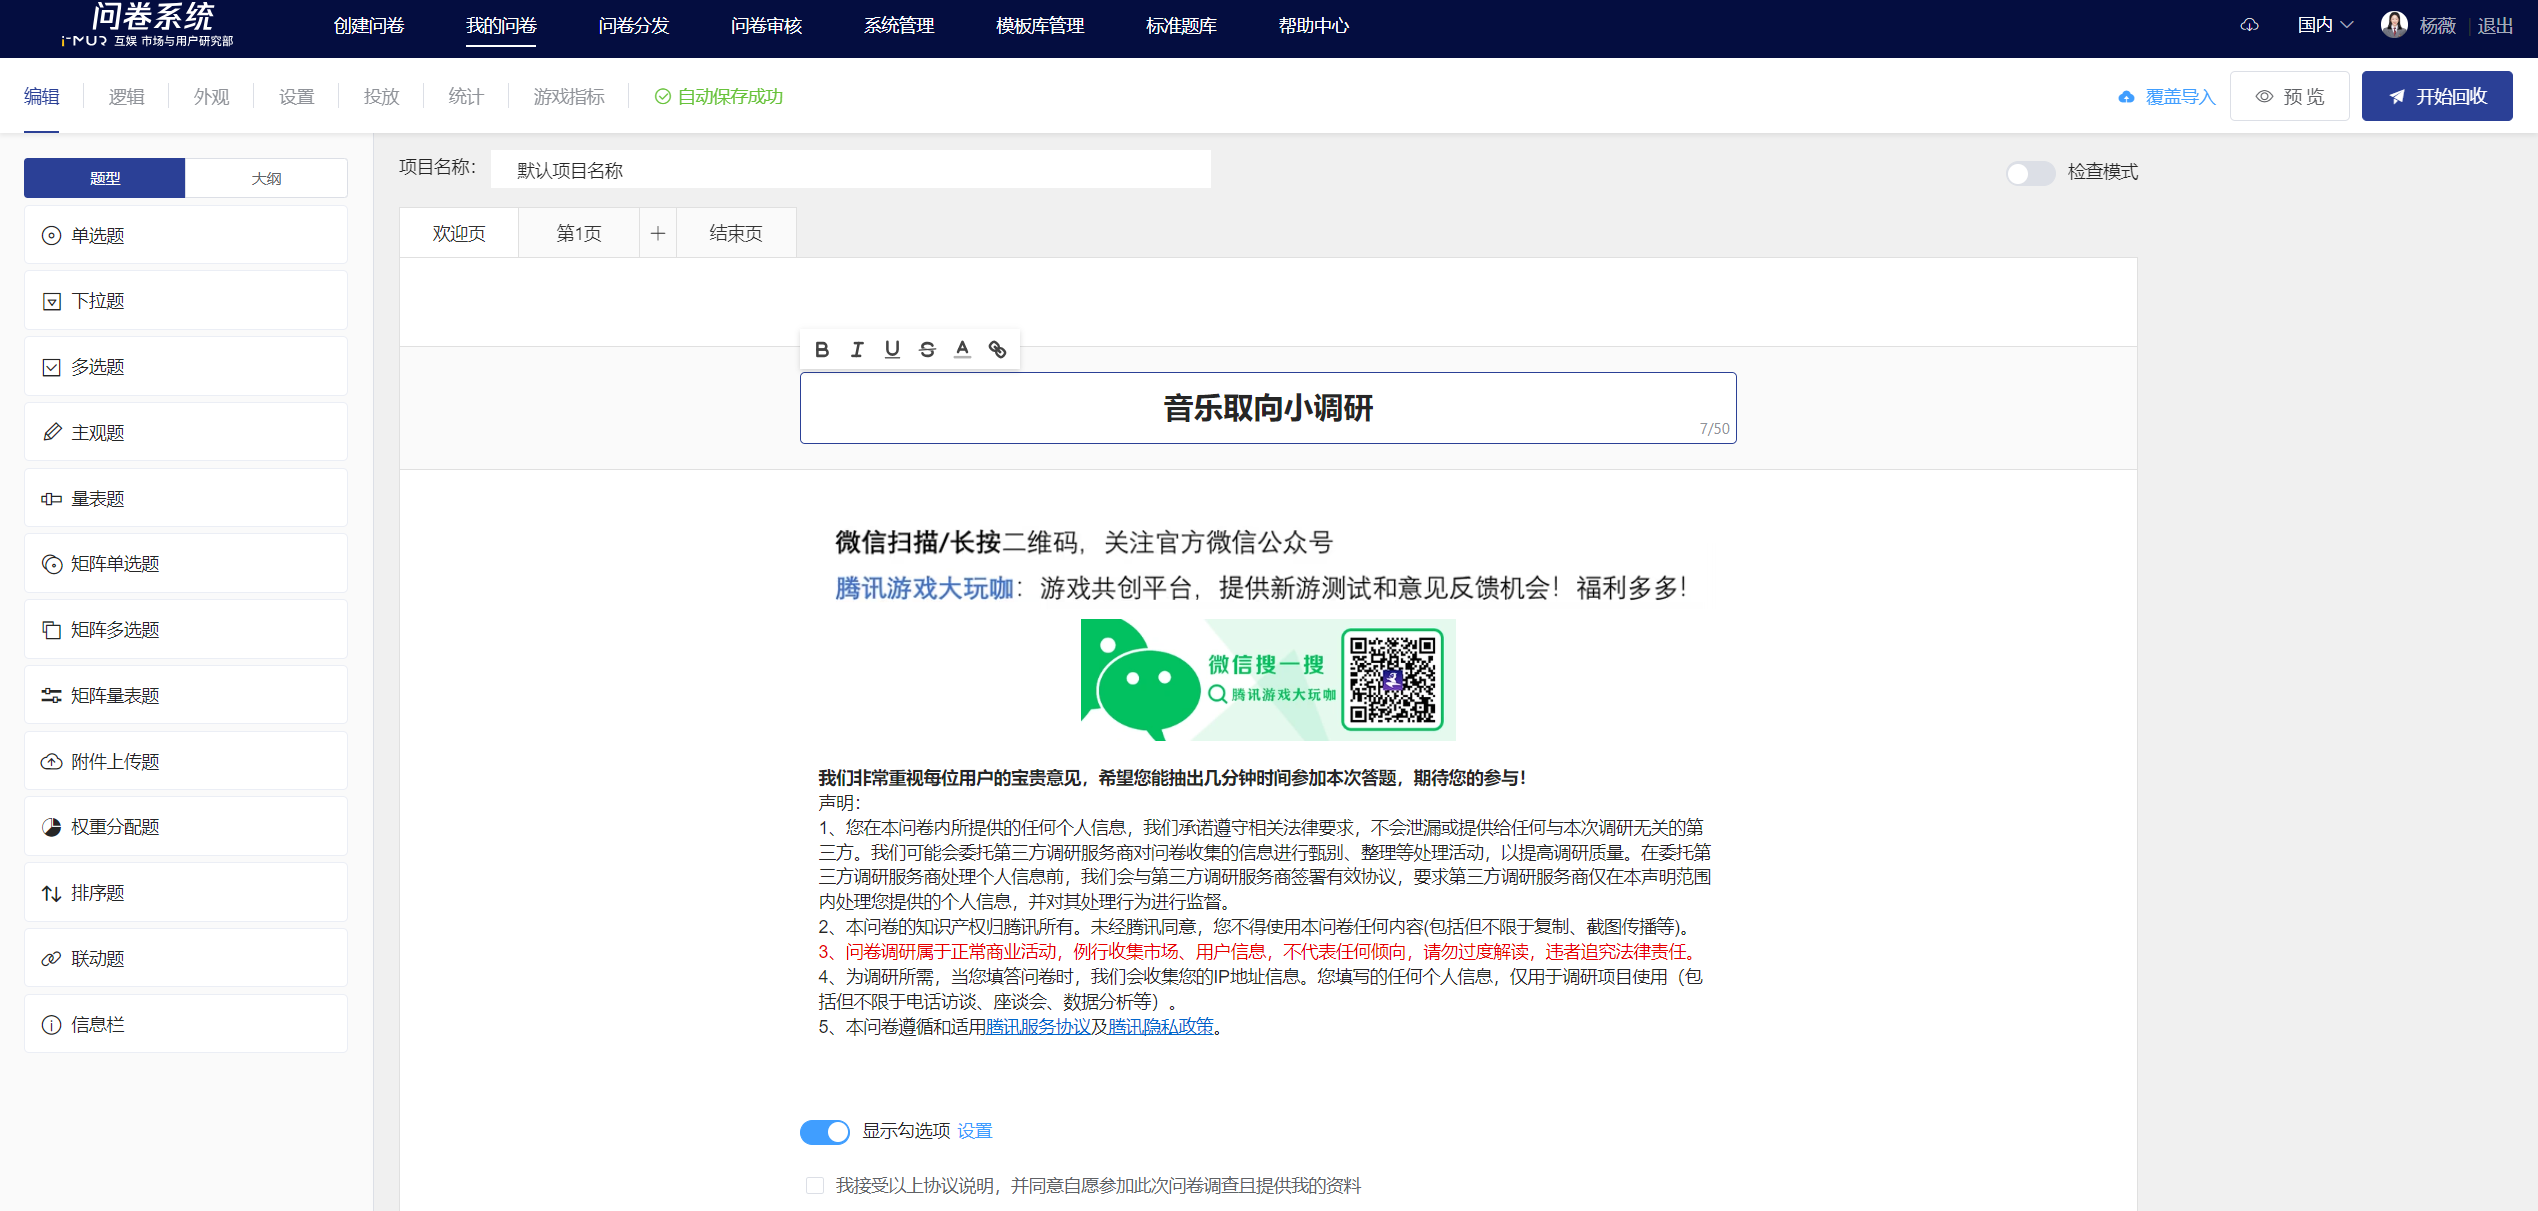 问卷系统
i-MUR 互娱 市场与用户研究部
创建问卷 我的问卷 问卷分发 问卷审核 系统管理 模板库管理 标准题库 帮助中心 国内 杨薇 退出
编辑 逻辑 外观 设置 投放 统计 游戏指标 自动保存成功 覆盖导入 预览 开始回收
题型 大纲
单选题
下拉题
多选题
主观题
量表题
矩阵单选题
矩阵多选题
矩阵量表题
附件上传题
权重分配题
排序题
联动题
信息栏
项目名称: 默认项目名称 检查模式
欢迎页 第1页 + 结束页
B I U S A
音乐取向小调研
7/50
微信扫描/长按二维码，关注官方微信公众号
腾讯游戏大玩咖：游戏共创平台，提供新游测试和意见反馈机会！福利多多！
微信搜一搜
腾讯游戏大玩咖
我们非常重视每位用户的宝贵意见，希望您能抽出几分钟时间参加本次答题，期待您的参与！
声明：
1、您在本问卷内所提供的任何个人信息，我们承诺遵守相关法律要求，不会泄漏或提供给任何与本次调研无关的第
三方。我们可能会委托第三方调研服务商对问卷收集的信息进行甄别、整理等处理活动，以提高调研质量。在委托第
三方调研服务商处理个人信息前，我们会与第三方调研服务商签署有效协议，要求第三方调研服务商仅在本声明范围
内处理您提供的个人信息，并对其处理行为进行监督。
2、本问卷的知识产权归腾讯所有。未经腾讯同意，您不得使用本问卷任何内容(包括但不限于复制、截图传播等)。
3、问卷调研属于正常商业活动，例行收集市场、用户信息，不代表任何倾向，请勿过度解读，违者追究法律责任。
4、为调研所需，当您填答问卷时，我们会收集您的IP地址信息。您填写的任何个人信息，仅用于调研项目使用（包
括但不限于电话访谈、座谈会、数据分析等）。
5、本问卷遵循和适用腾讯服务协议及腾讯隐私政策。
显示勾选项 设置
我接受以上协议说明，并同意自愿参加此次问卷调查且提供我的资料